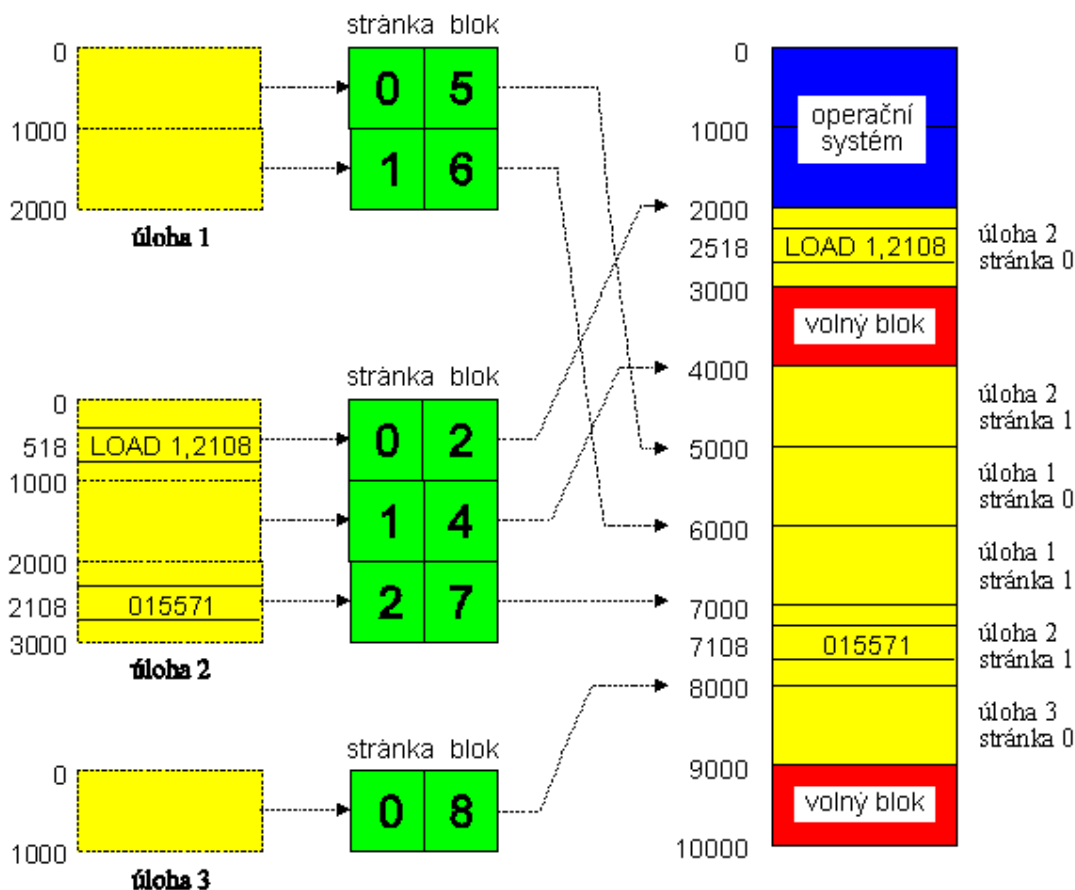 stránka blok
0
0 5
1000
1 6
2000
úloha 1
stránka blok
0
518 LOAD 1,2108
0 2
1000
1 4
2000
2108 015571
2 7
3000
úloha 2
stránka blok
0
0 8
1000
úloha 3
0
operační
systém
1000
2000
2518 LOAD 1,2108
úloha 2
stránka 0
3000
volný blok
4000
úloha 2
stránka 1
5000
úloha 1
stránka 0
6000
úloha 1
stránka 1
7000
7108 015571
úloha 2
stránka 1
8000
úloha 3
stránka 0
9000
volný blok
10000